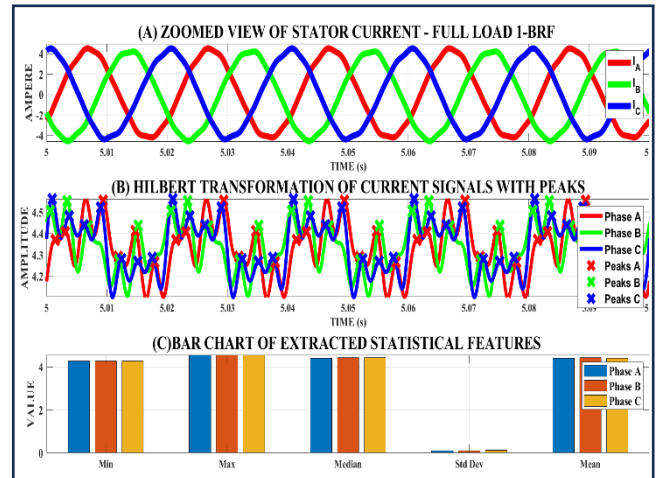 (A) ZOOMED VIEW OF STATOR CURRENT - FULL LOAD 1-BRF
AMPERE
4
2
0
-2
-4
I_A
I_B
I_C
5 5.01 5.02 5.03 5.04 5.05 5.06 5.07 5.08 5.09
TIME (s)
(B) HILBERT TRANSFORMATION OF CURRENT SIGNALS WITH PEAKS
AMPLITUDE
4.5
4.4
4.3
4.2
Phase A
Phase B
Phase C
Peaks A
Peaks B
Peaks C
5 5.01 5.02 5.03 5.04 5.05 5.06 5.07 5.08 5.09
TIME (s)
(C)BAR CHART OF EXTRACTED STATISTICAL FEATURES
VALUE
4
2
0
Phase A
Phase B
Phase C
Min Max Median Std Dev Mean